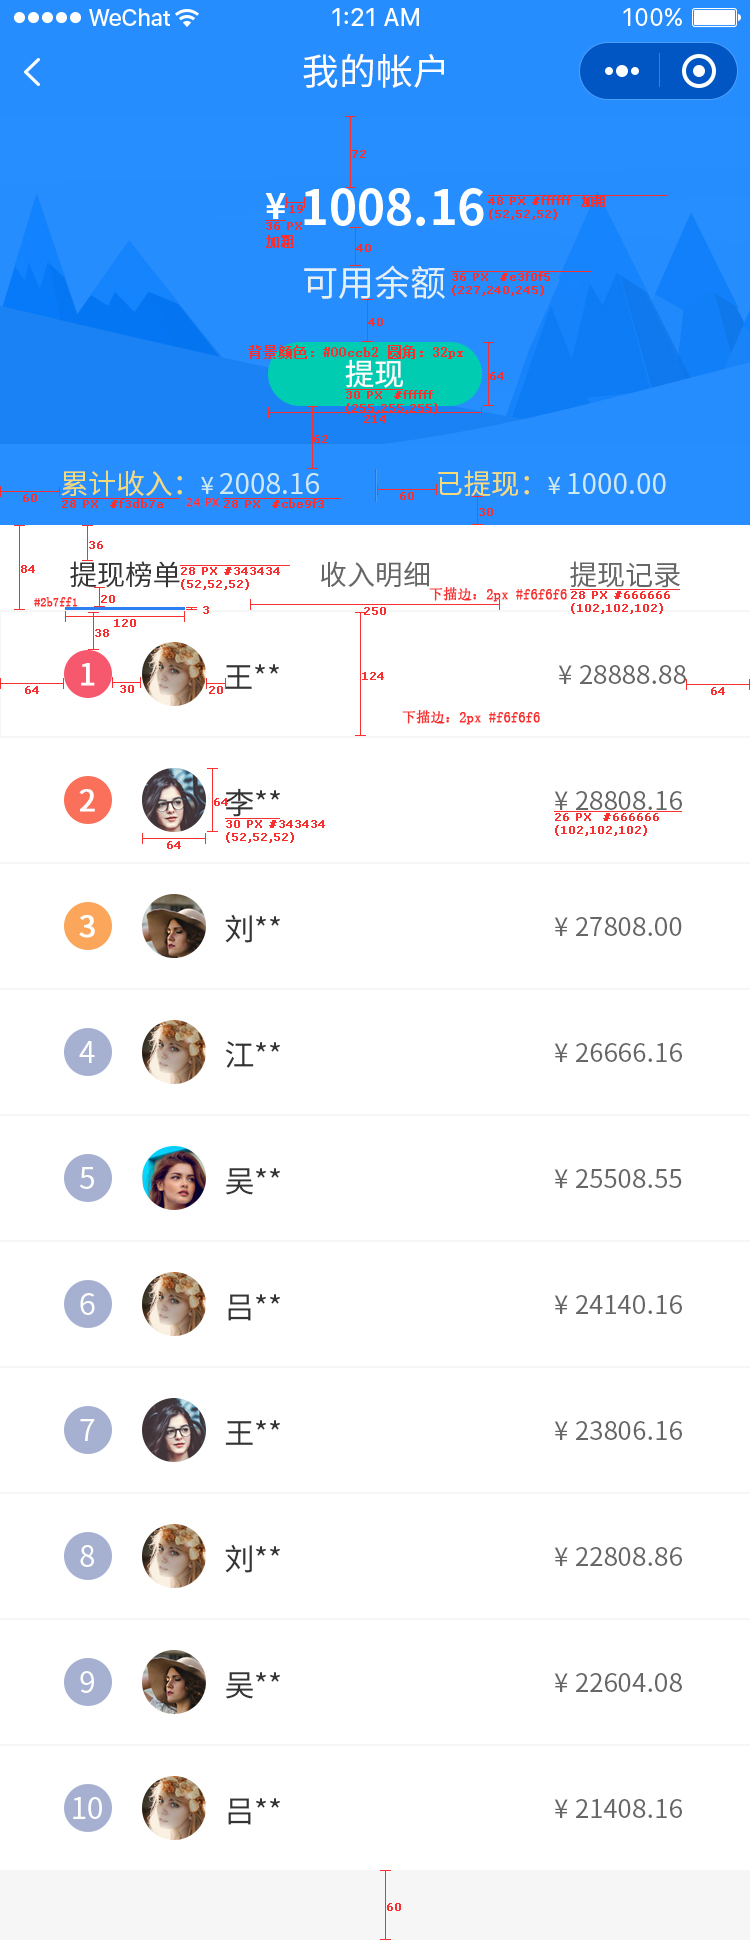 WeChat 1:21 AM 100%
我的帐户
72
¥ 1008.16
48 PX #ffffff 加粗
(52,52,52)
19
36 PX
加粗
40
可用余额
36 PX #e3f0f5
(227,240,245)
40
背景颜色：#00ccb2 圆角：32px
提现
64
30 PX #ffffff
(255,255,255)
214
62
累计收入：¥ 2008.16 已提现：¥ 1000.00
60
28 PX 24 PX 28 PX
60
30
84
36
提现榜单 收入明细 提现记录
28 PX #343434
(52,52,52)
下描边：2px #f6f6f6
28 PX #666666
(102,102,102)
#2b7ff1
20
3
250
120
38
1 王** ¥ 28888.88
64
30
20
124
64
下描边：2px #f6f6f6
2 李** ¥ 28808.16
64
30 PX #343434
(52,52,52)
26 PX #666666
(102,102,102)
64
3 刘** ¥ 27808.00
4 江** ¥ 26666.16
5 吴** ¥ 25508.55
6 吕** ¥ 24140.16
7 王** ¥ 23806.16
8 刘** ¥ 22808.86
9 吴** ¥ 22604.08
10 吕** ¥ 21408.16
60